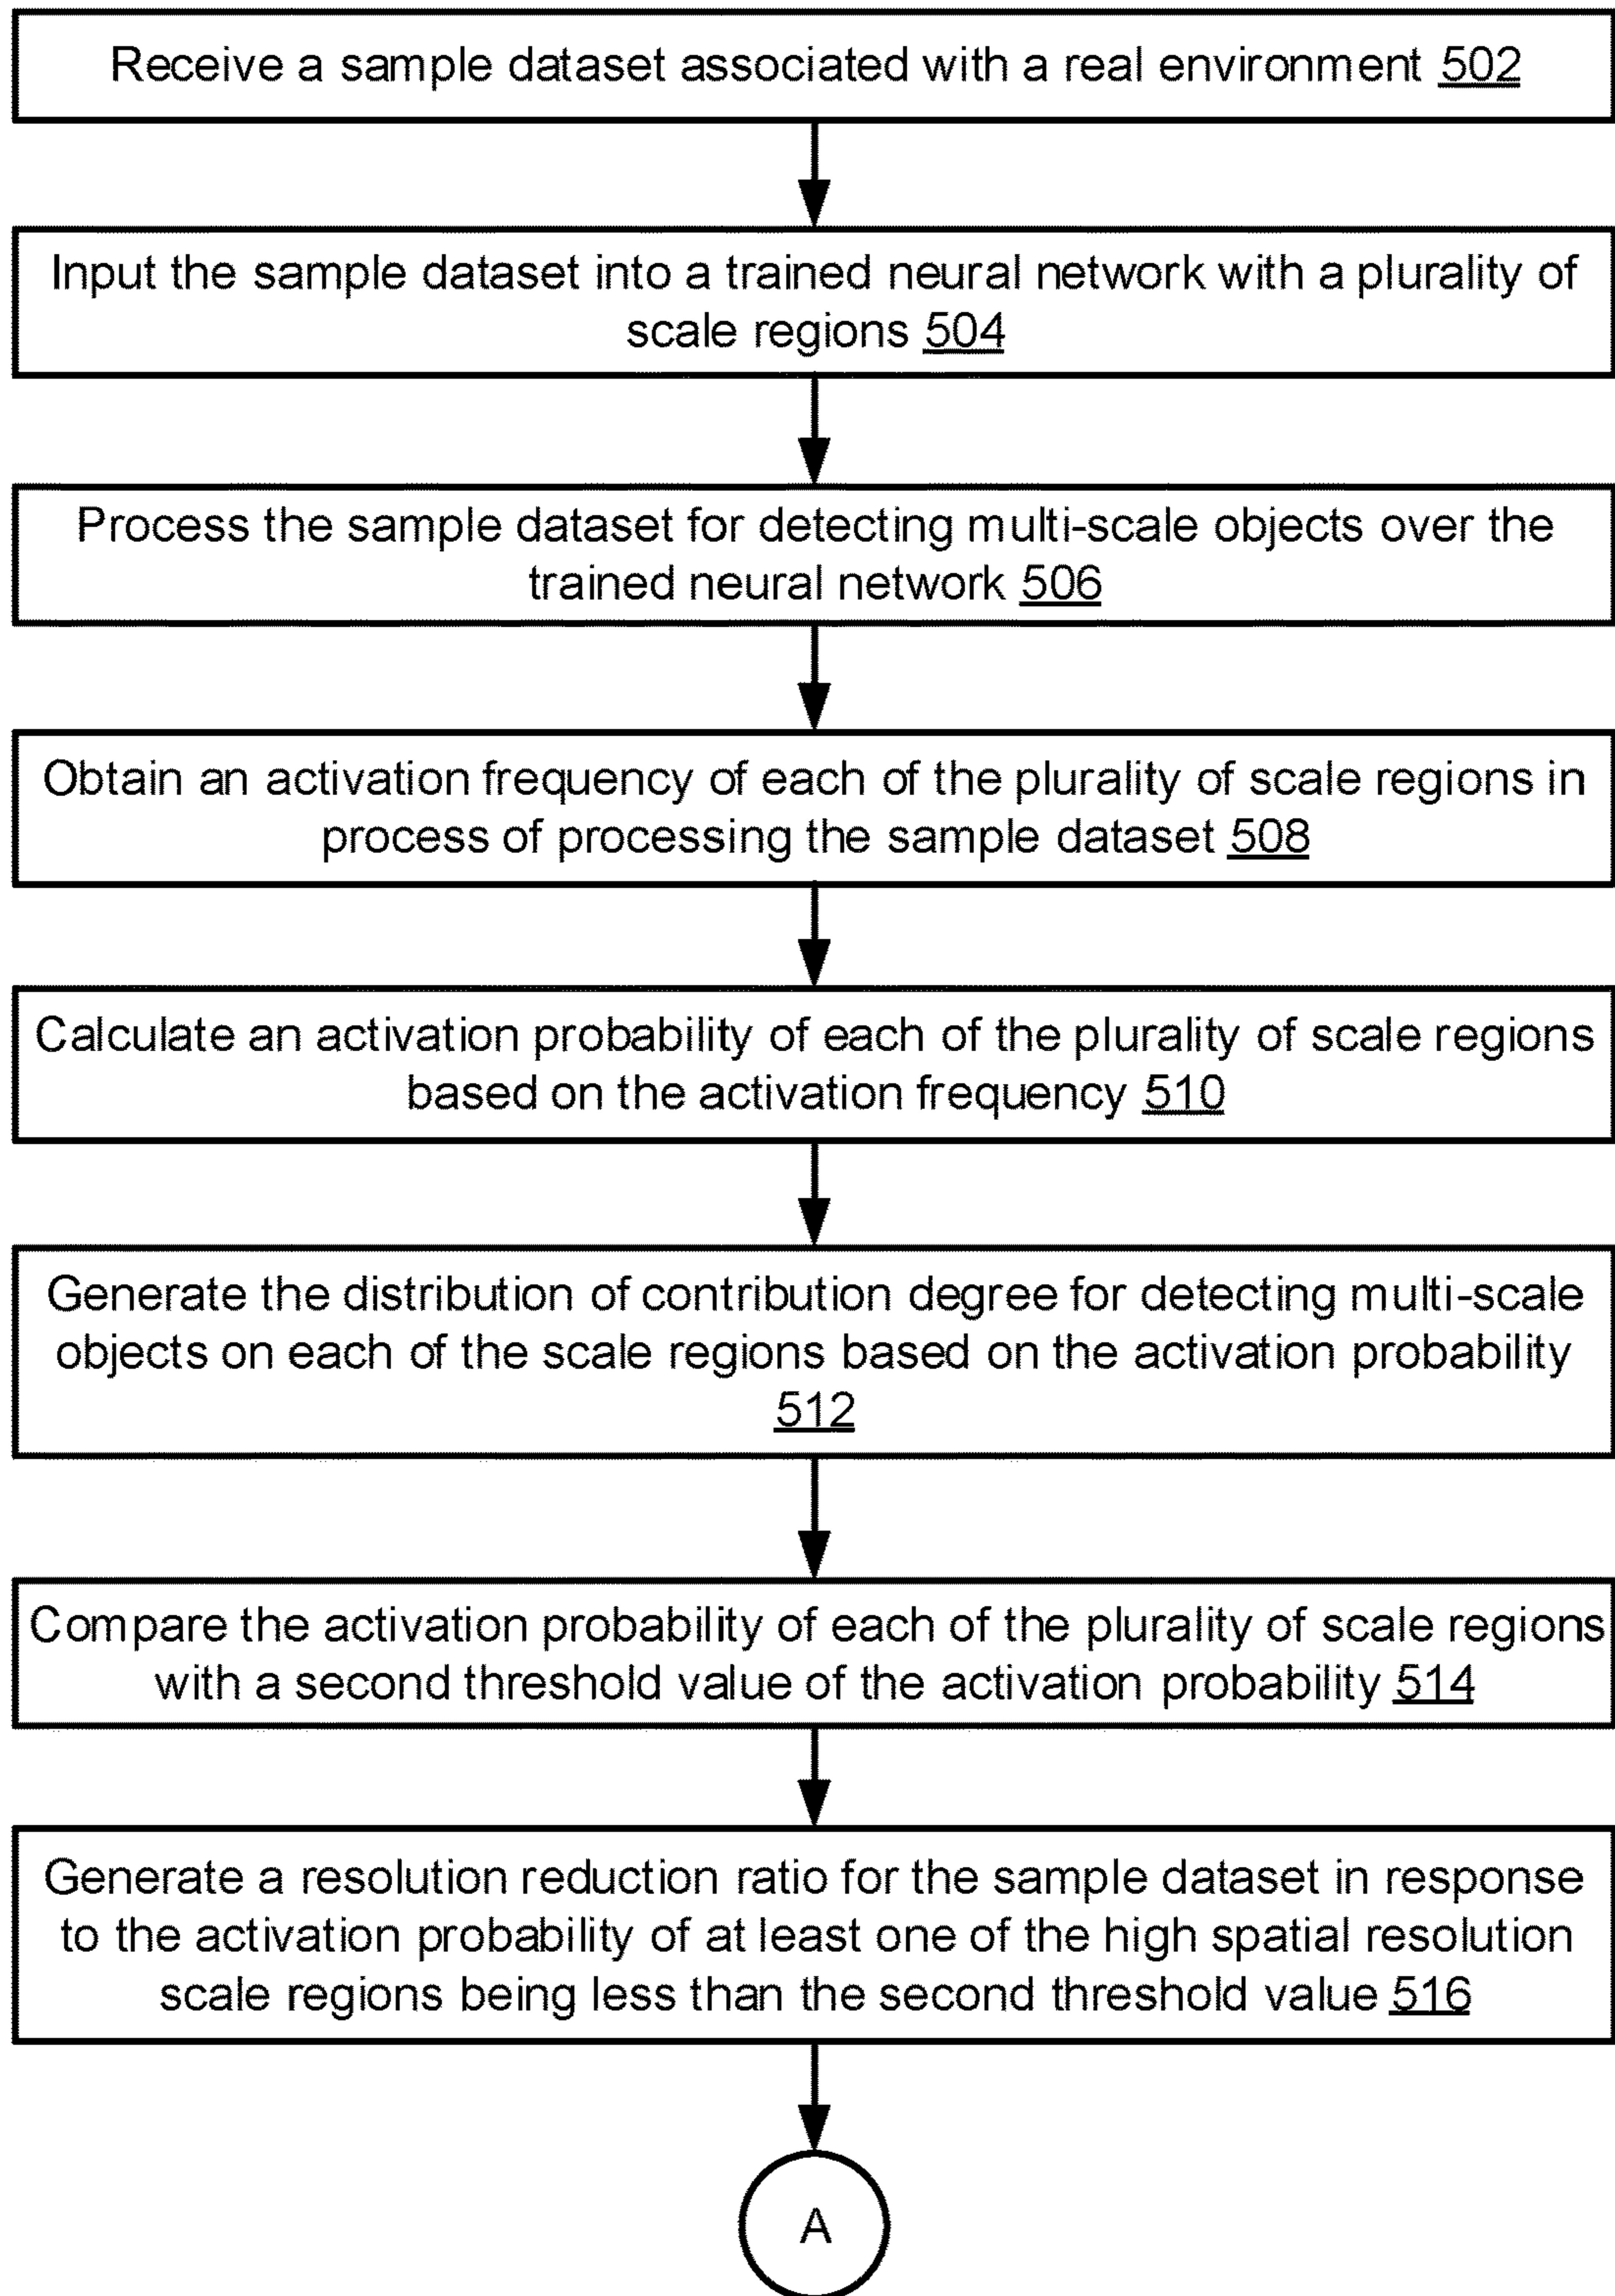 Receive a sample dataset associated with a real environment 502
Input the sample dataset into a trained neural network with a plurality of
scale regions 504
Process the sample dataset for detecting multi-scale objects over the
trained neural network 506
Obtain an activation frequency of each of the plurality of scale regions in
process of processing the sample dataset 508
Calculate an activation probability of each of the plurality of scale regions
based on the activation frequency 510
Generate the distribution of contribution degree for detecting multi-scale
objects on each of the scale regions based on the activation probability
512
Compare the activation probability of each of the plurality of scale regions
with a second threshold value of the activation probability 514
Generate a resolution reduction ratio for the sample dataset in response
to the activation probability of at least one of the high spatial resolution
scale regions being less than the second threshold value 516
A